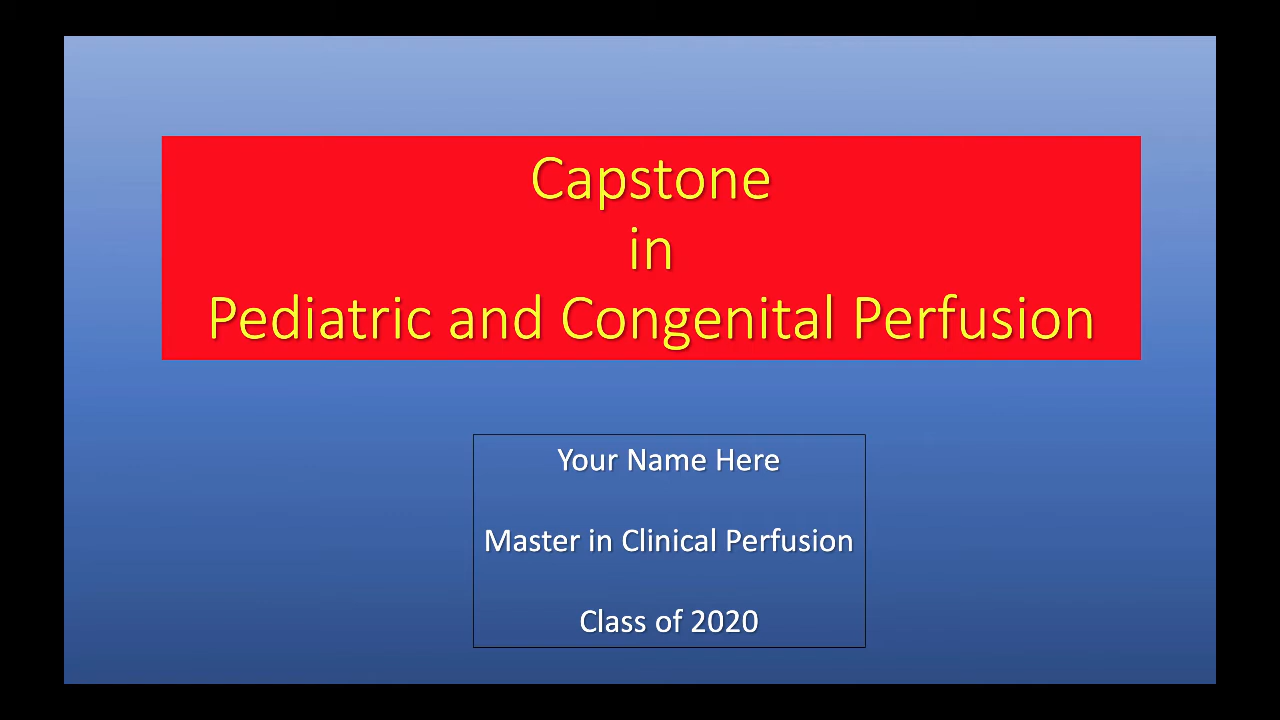 Capstone
in
Pediatric and Congenital Perfusion
Your Name Here
Master in Clinical Perfusion
Class of 2020